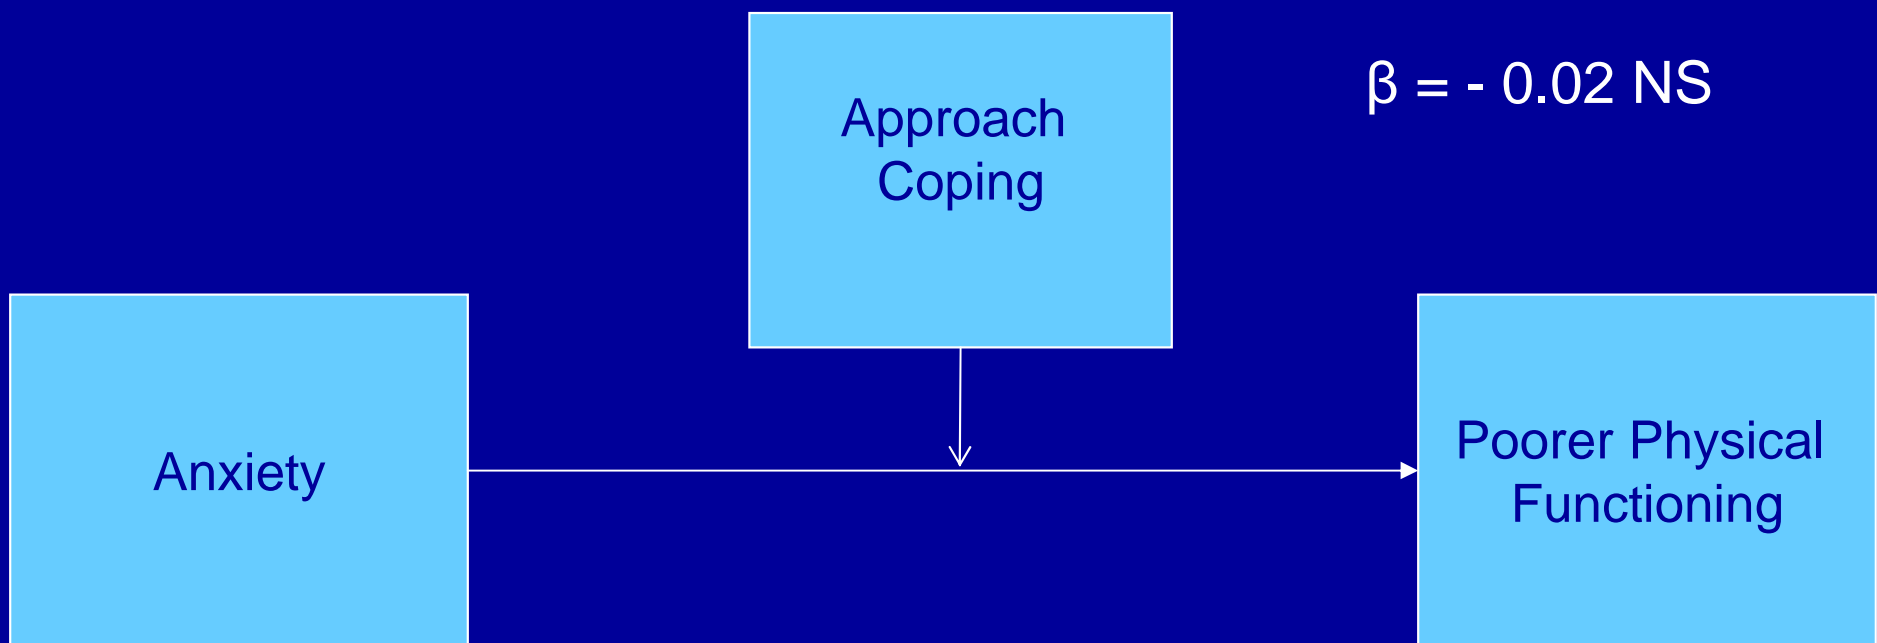 Approach
Coping
β = - 0.02 NS
Anxiety
Poorer Physical
Functioning